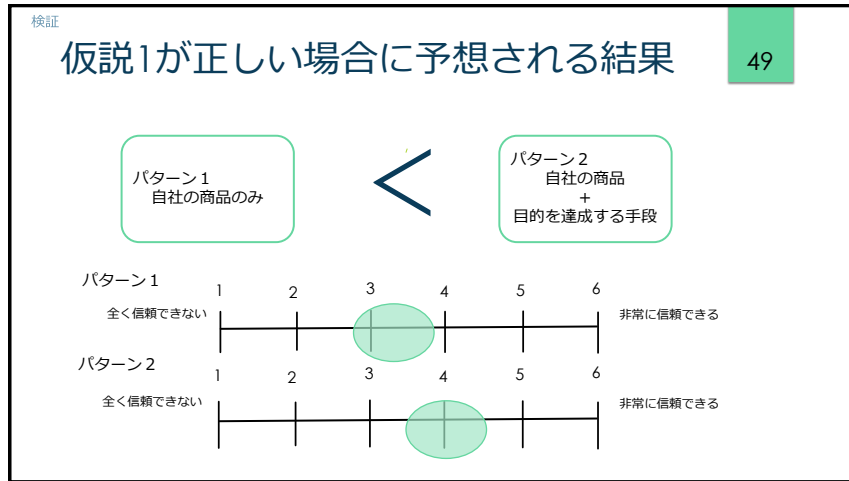 検証
仮説1が正しい場合に予想される結果
49
パターン1
自社の商品のみ
<
パターン2
自社の商品
+
目的を達成する手段
パターン1
1 2 3 4 5 6
全く信頼できない 非常に信頼できる
パターン2
1 2 3 4 5 6
全く信頼できない 非常に信頼できる